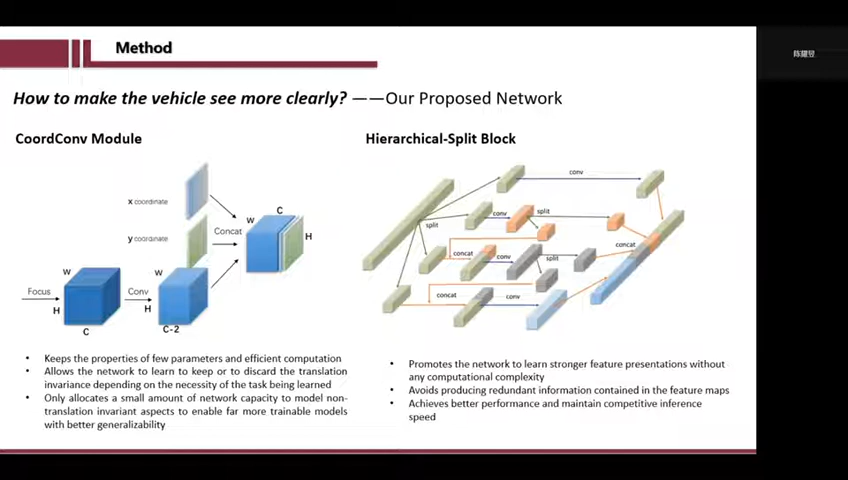 Method
陈耀昱
How to make the vehicle see more clearly? ——Our Proposed Network
CoordConv Module
x coordinate
y coordinate
Concat
W
C
H
Focus
W
H
C
Conv
W
H
C-2
Keeps the properties of few parameters and efficient computation
Allows the network to learn to keep or to discard the translation
invariance depending on the necessity of the task being learned
Only allocates a small amount of network capacity to model non-
translation invariant aspects to enable far more trainable models
with better generalizability
Hierarchical-Split Block
conv
split
conv
split
concat
conv
split
concat
concat
conv
Promotes the network to learn stronger feature presentations without
any computational complexity
Avoids producing redundant information contained in the feature maps
Achieves better performance and maintain competitive inference
speed